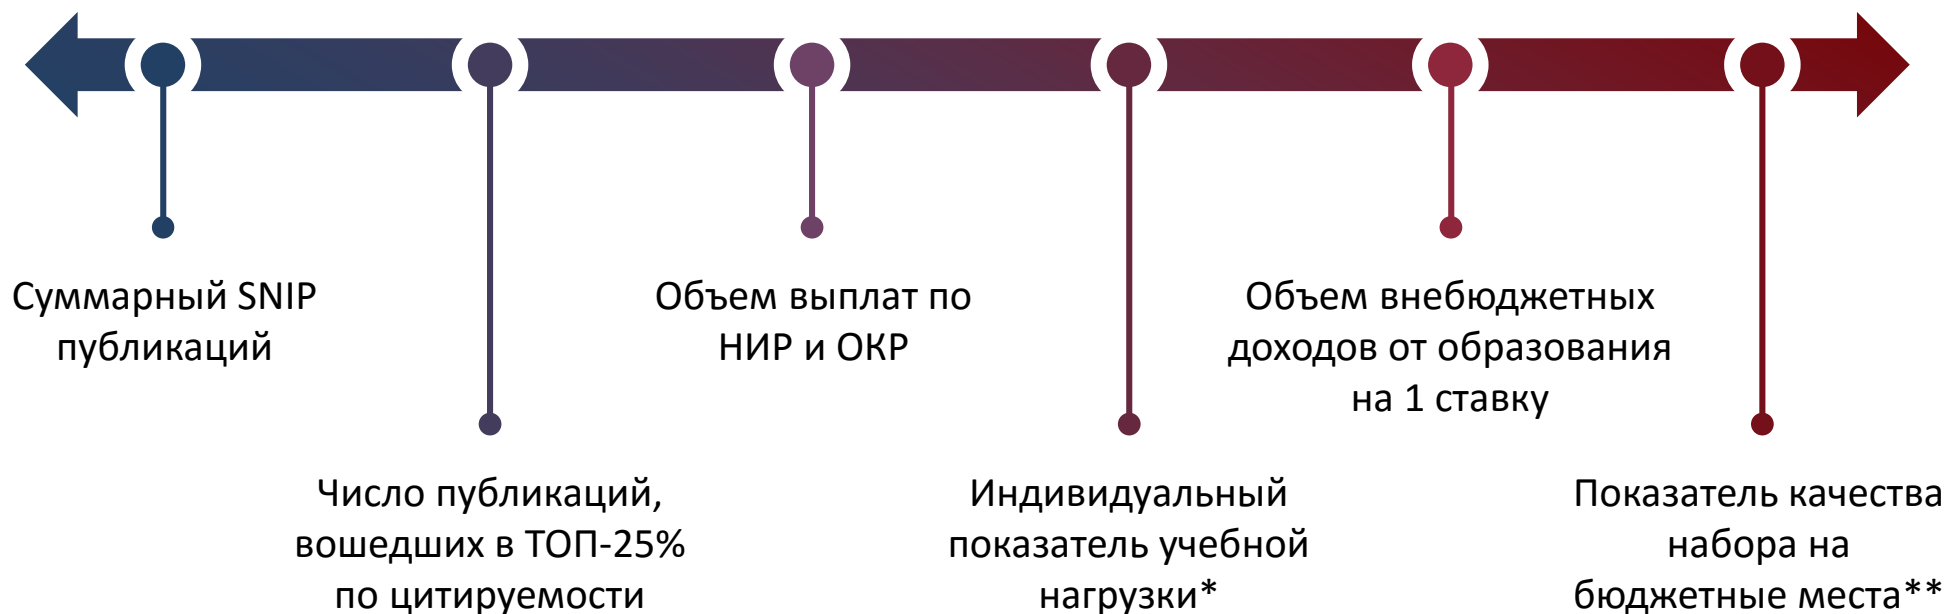 Суммарный SNIP
публикаций
Число публикаций,
вошедших в ТОП-25%
по цитируемости
Объем выплат по
НИР и ОКР
Индивидуальный
показатель учебной
нагрузки*
Объем внебюджетных
доходов от образования
на 1 ставку
Показатель качества
набора на
бюджетные места**